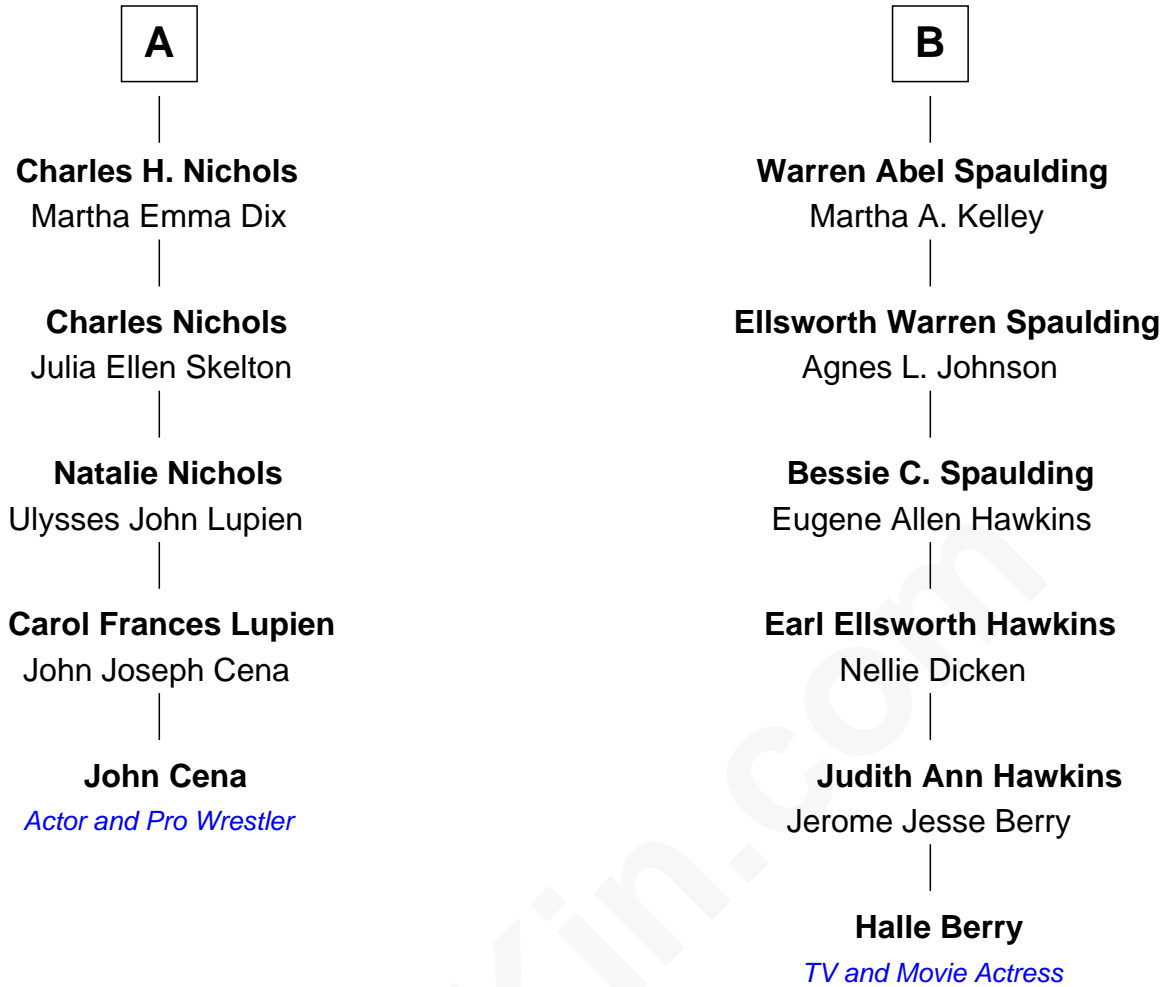 A
Charles H. Nichols
Martha Emma Dix
Charles Nichols
Julia Ellen Skelton
Natalie Nichols
Ulysses John Lupien
Carol Frances Lupien
John Joseph Cena
John Cena
Actor and Pro Wrestler
B
Warren Abel Spaulding
Martha A. Kelley
Ellsworth Warren Spaulding
Agnes L. Johnson
Bessie C. Spaulding
Eugene Allen Hawkins
Earl Ellsworth Hawkins
Nellie Dicken
Judith Ann Hawkins
Jerome Jesse Berry
Halle Berry
TV and Movie Actress